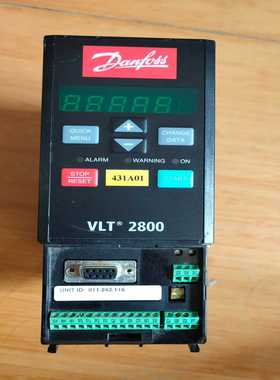 Danfoss
QUICK MENU
+
-
CHANGE DATA
ALARM
WARNING
ON
STOP RESET
431A01
START
VLT® 2800
UNIT ID: 011.243.116